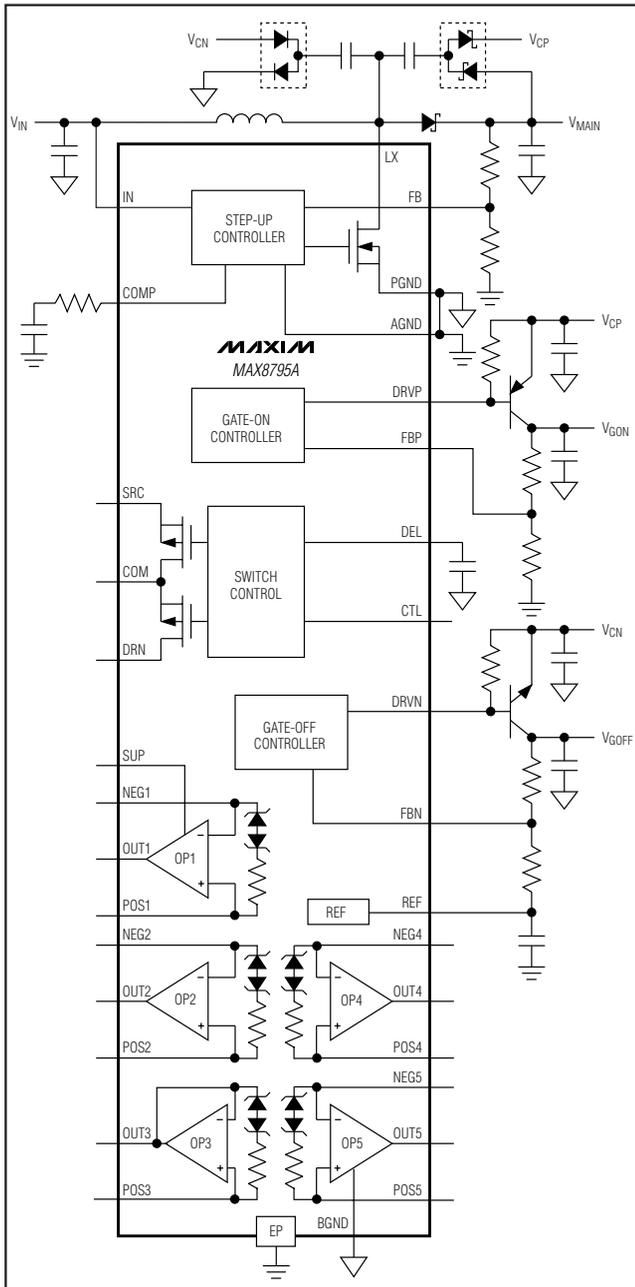 VCN
VCP
VIN
VMAIN
LX
IN
FB
STEP-UP
CONTROLLER
COMP
PGND
AGND
MAXIM
MAX8795A
VCP
DRVP
GATE-ON
CONTROLLER
VGON
FBP
SRC
DEL
COM
SWITCH
CONTROL
CTL
DRN
VCN
DRVN
GATE-OFF
CONTROLLER
VGOFF
SUP
NEG1
FBN
-
OUT1
OP1
+
REF
REF
POS1
NEG2
NEG4
-
-
OUT2
OP2
OP4
OUT4
+
+
POS2
POS4
NEG5
-
-
OUT3
OP3
OP5
OUT5
+
+
POS3
POS5
EP
BGND